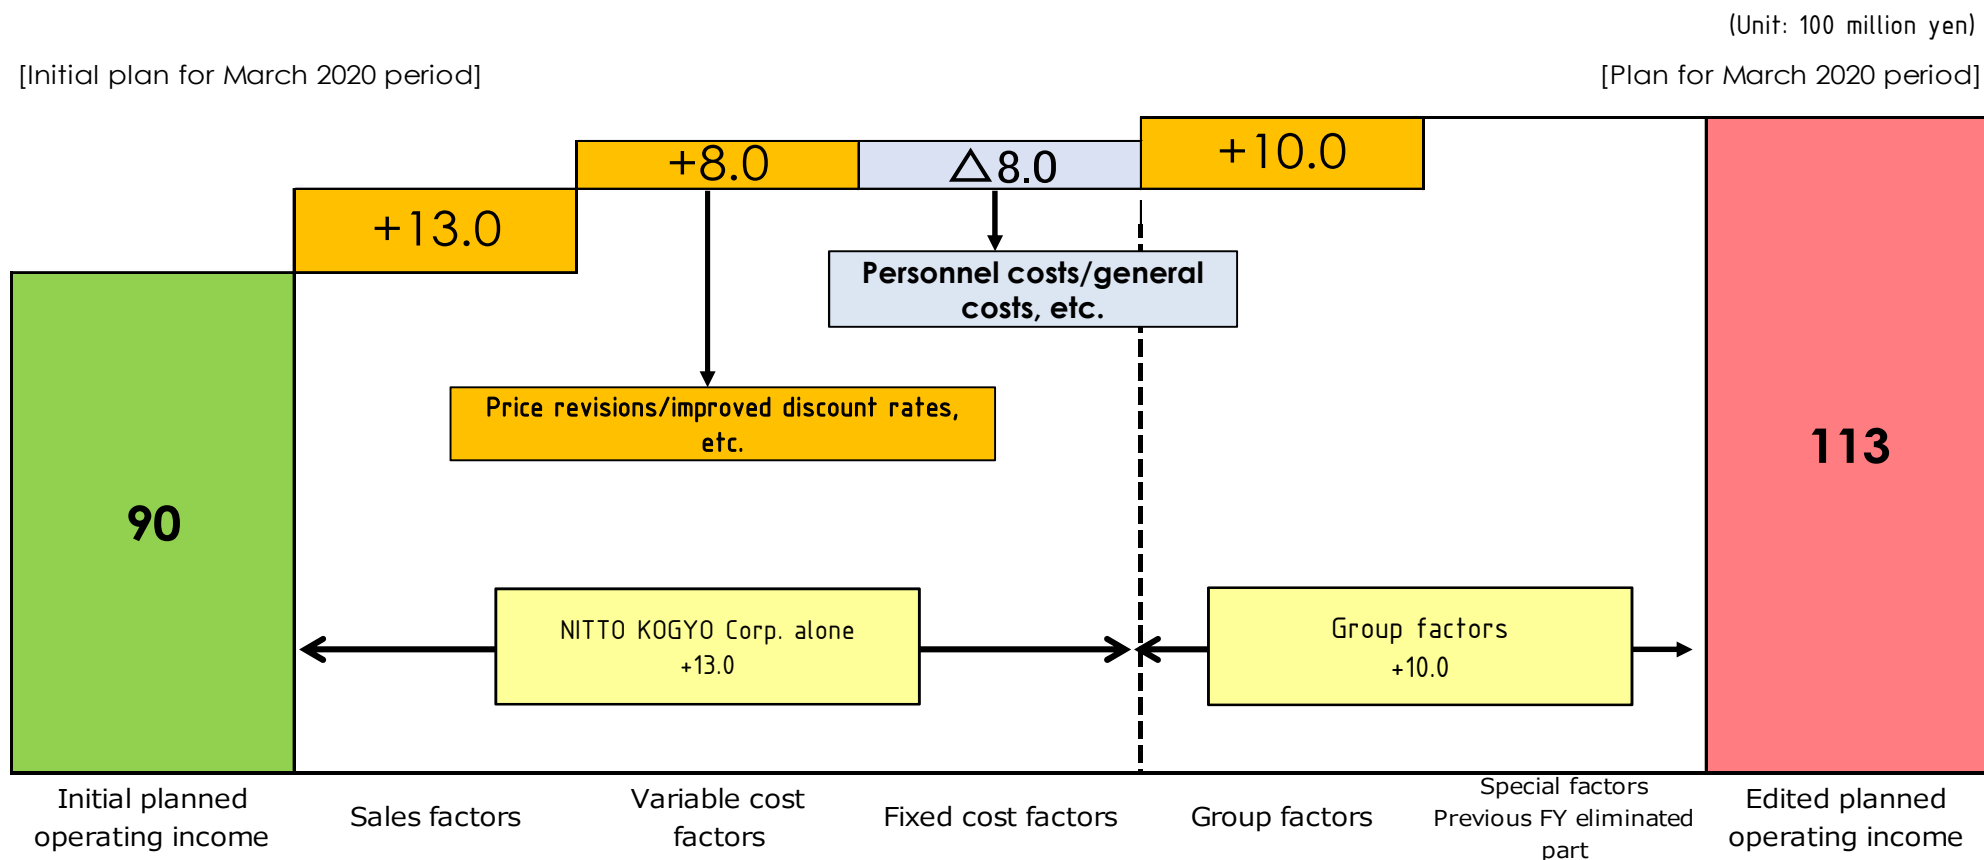 (Unit: 100 million yen)
[Initial plan for March 2020 period]
[Plan for March 2020 period]
+13.0
+8.0
△8.0
+10.0
Personnel costs/general
costs, etc.
Price revisions/improved discount rates,
etc.
90
113
NITTO KOGYO Corp. alone
+13.0
Group factors
+10.0
Initial planned
operating income
Sales factors
Variable cost
factors
Fixed cost factors
Group factors
Special factors
Previous FY eliminated
part
Edited planned
operating income